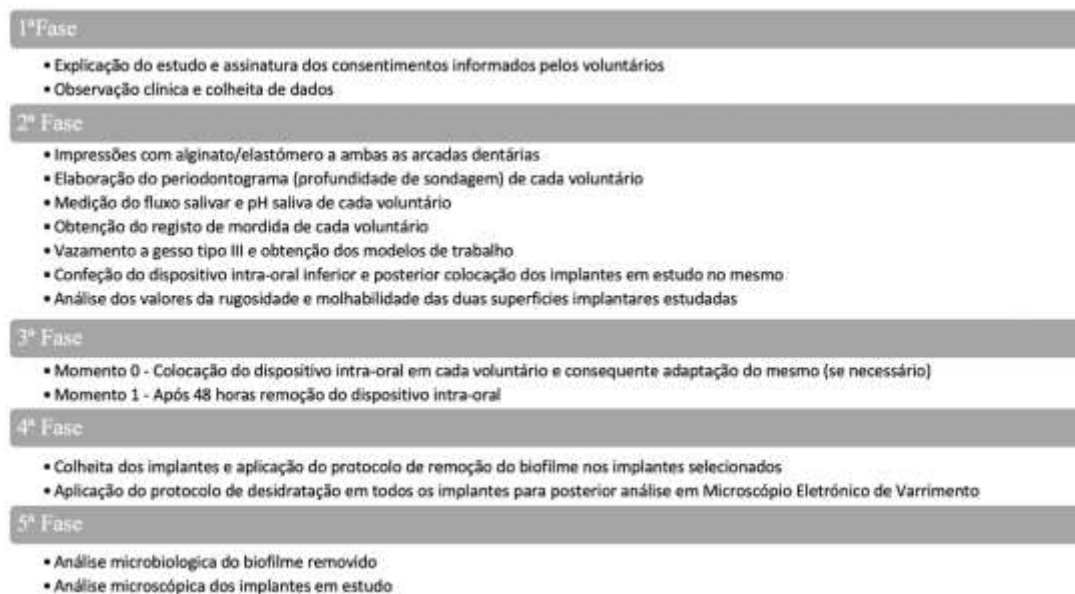 1ªFase
• Explicação do estudo e assinatura dos consentimentos informados pelos voluntários
• Observação clínica e colheita de dados
2ª Fase
• Impressões com alginato/elastómero a ambas as arcadas dentárias
• Elaboração do periodontograma (profundidade de sondagem) de cada voluntário
• Medição do fluxo salivar e pH saliva de cada voluntário
• Obtenção do registo de mordida de cada voluntário
• Vazamento a gesso tipo III e obtenção dos modelos de trabalho
• Confeção do dispositivo intra-oral inferior e posterior colocação dos implantes em estudo no mesmo
• Análise dos valores da rugosidade e molhabilidade das duas superficies implantares estudadas
3ª Fase
• Momento 0 - Colocação do dispositivo intra-oral em cada voluntário e consequente adaptação do mesmo (se necessário)
• Momento 1 - Após 48 horas remoção do dispositivo intra-oral
4ª Fase
• Colheita dos implantes e aplicação do protocolo de remoção do biofilme nos implantes selecionados
• Aplicação do protocolo de desidratação em todos os implantes para posterior análise em Microscópio Eletrónico de Varrimento
5ª Fase
• Análise microbiologica do biofilme removido
• Análise microscópica dos implantes em estudo